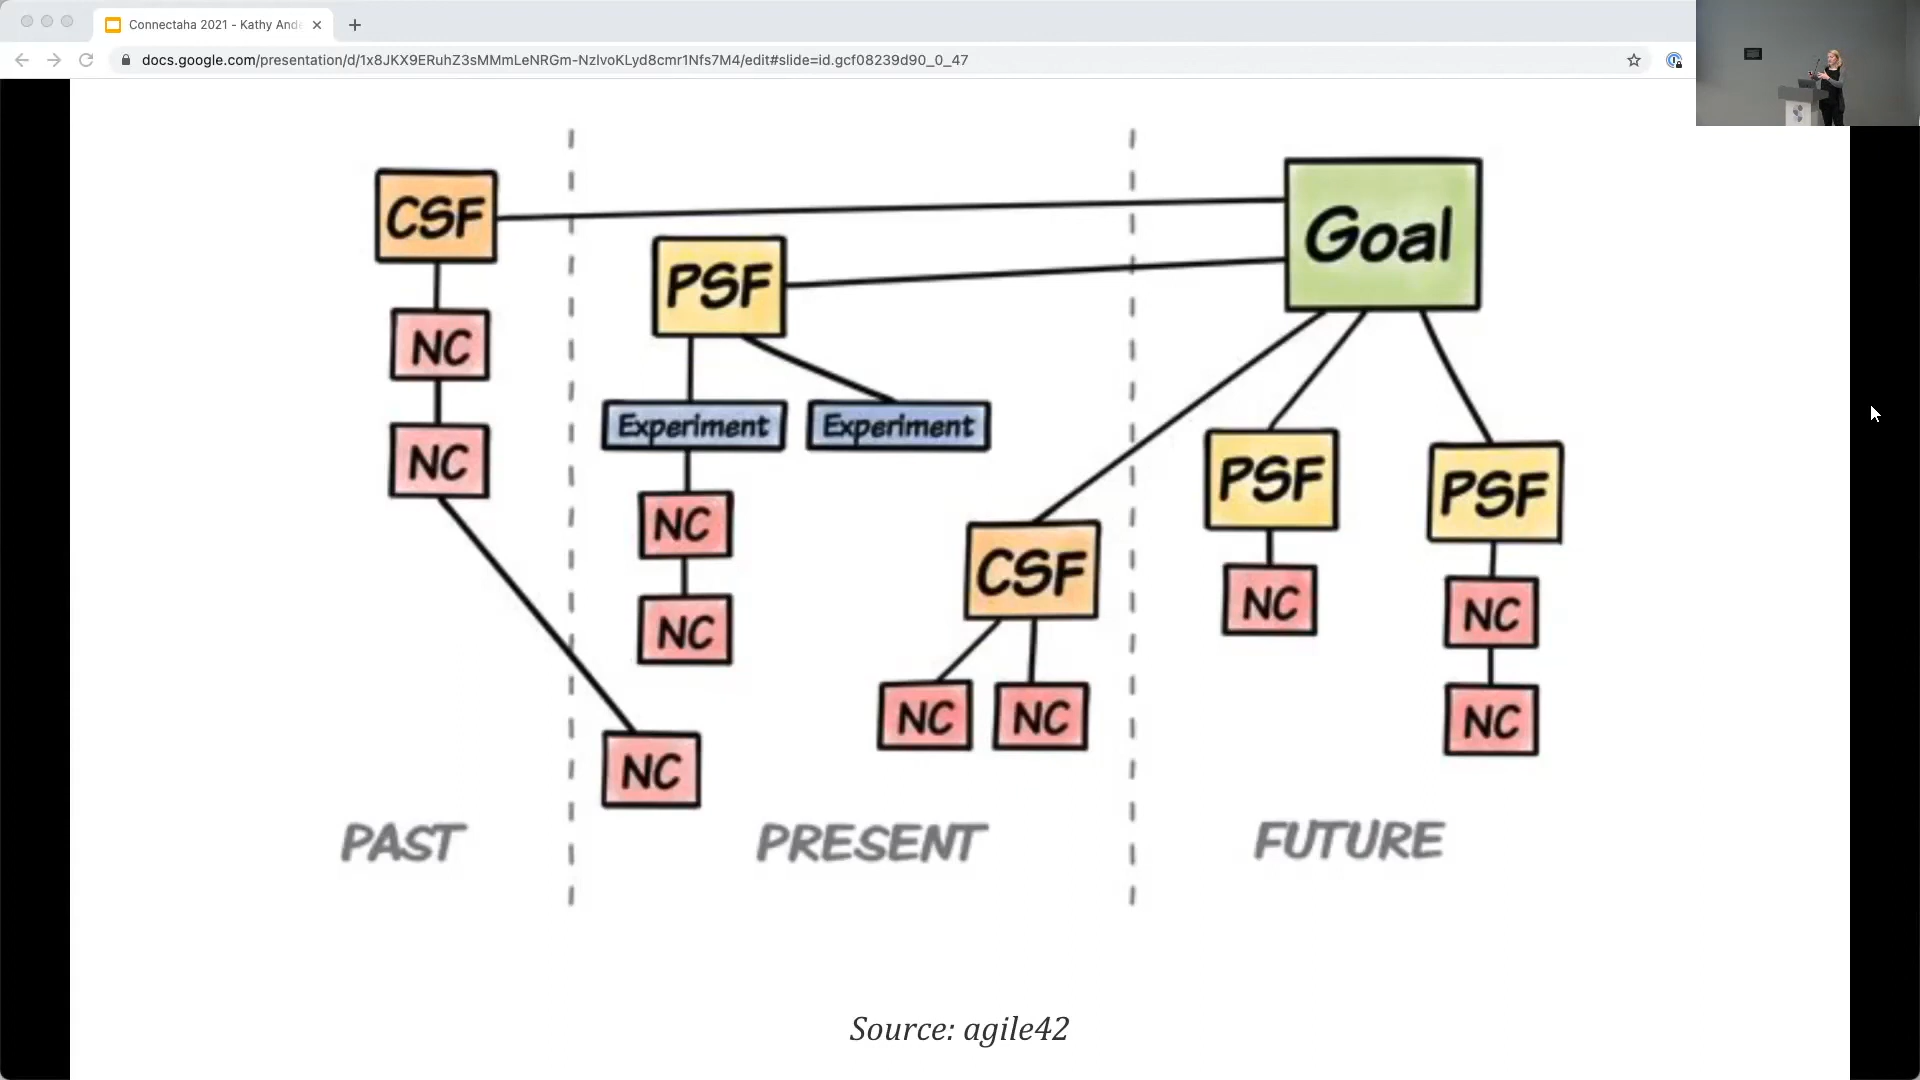 Connectaha 2021 - Kathy And
docs.google.com/presentation/d/1x8JKX9ERuhZ3sMMmLeNRGm-NzlvoKLyd8cmr1Nfs7M4/edit#slide=id.gcf08239d90_0_47
CSF
Goal
PSF
NC
Experiment
Experiment
NC
PSF
PSF
NC
CSF
NC
NC
NC
NC
NC
NC
NC
NC
PAST
PRESENT
FUTURE
Source: agile42